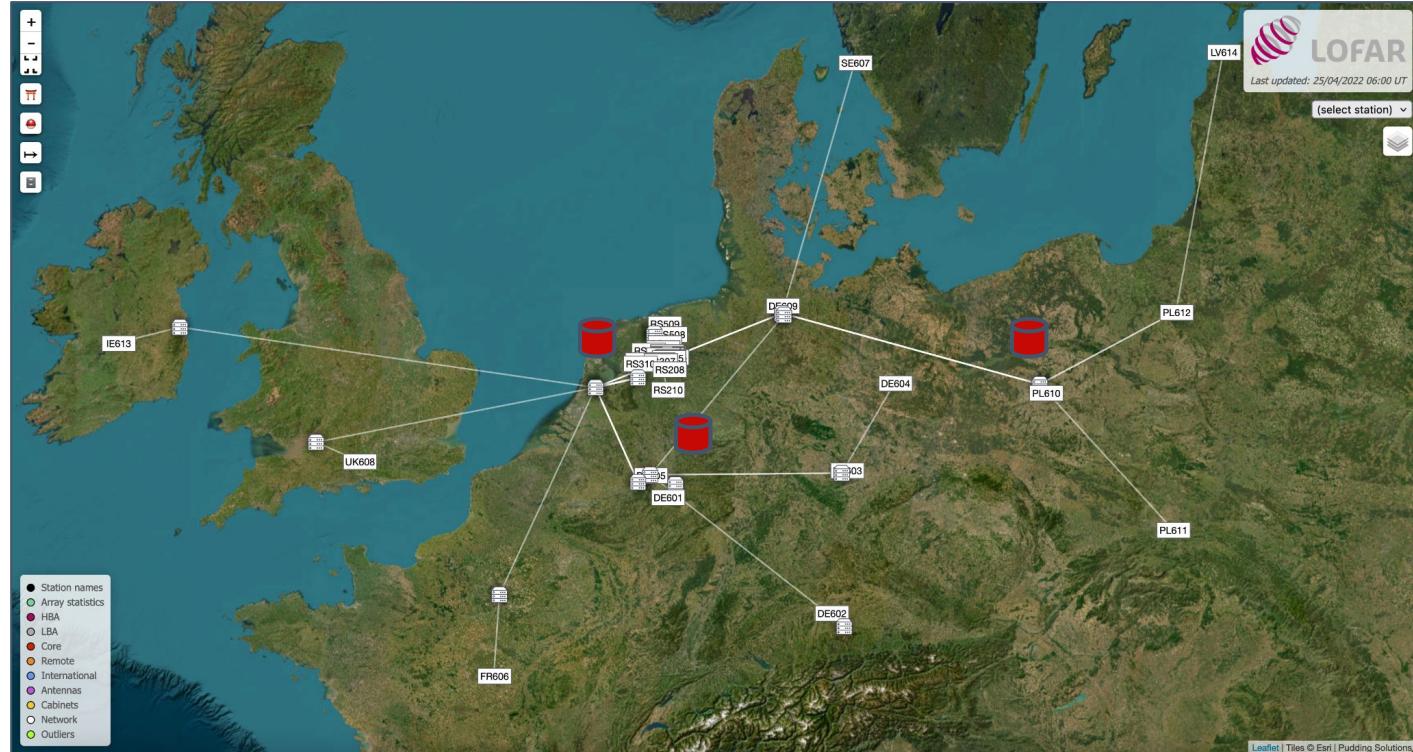 +
−
LOFAR
Last updated: 25/04/2022 06:00 UT
(select station)
LV614
SE607
DE609
PL612
IE613
RS509
RS208
RS310
RS210
DE604
PL610
UK608
DE601
PL611
DE602
FR606
Station names
Array statistics
HBA
LBA
Core
Remote
International
Antennas
Cabinets
Network
Outliers
Leaflet | Tiles © Esri | Pudding Solutions